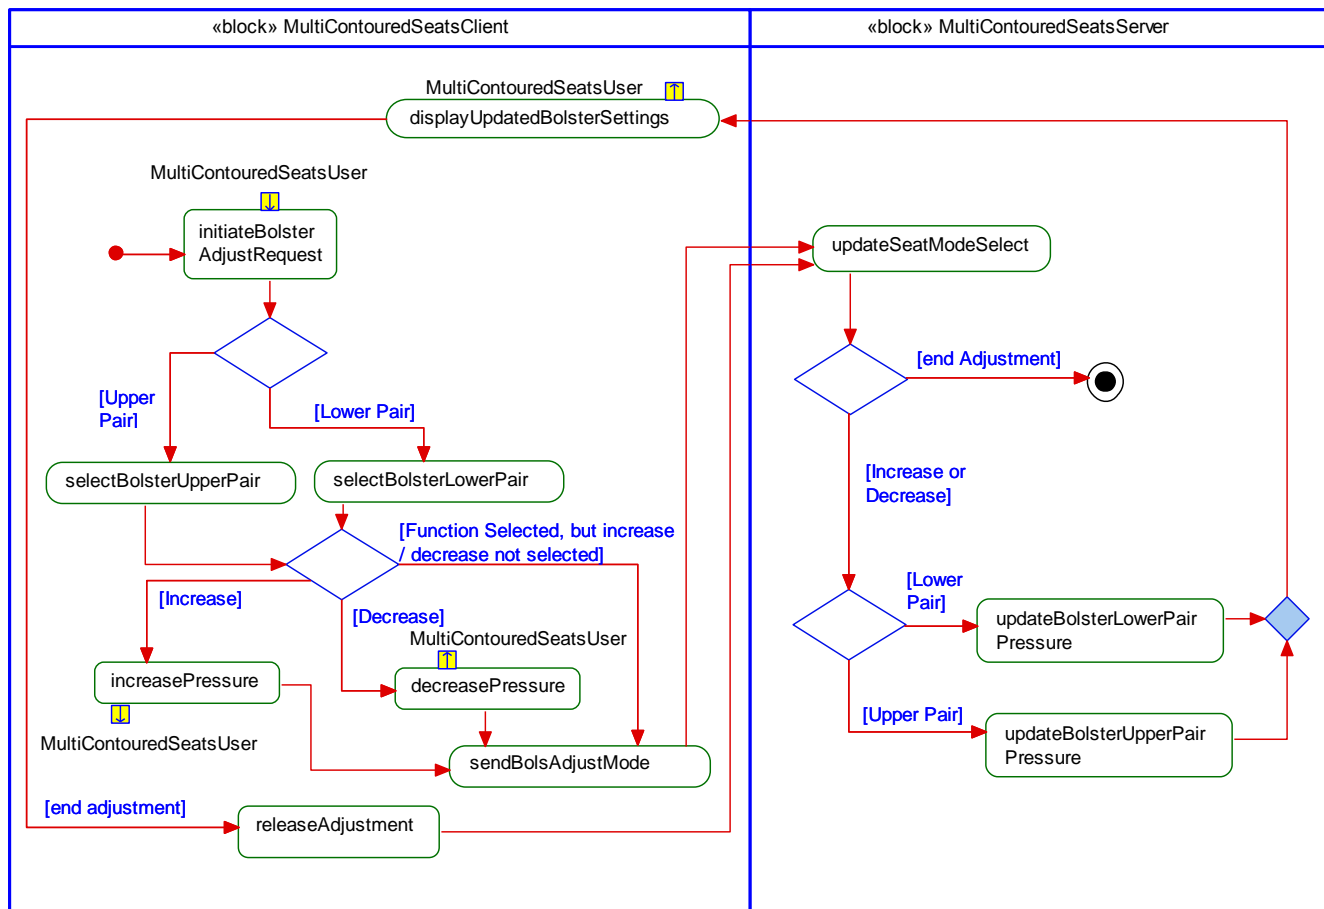 «block» MultiContouredSeatsClient
«block» MultiContouredSeatsServer
MultiContouredSeatsUser
displayUpdatedBolsterSettings
MultiContouredSeatsUser
initiateBolster
AdjustRequest
updateSeatModeSelect
[end Adjustment]
[Upper
Pair]
[Lower Pair]
selectBolsterUpperPair
selectBolsterLowerPair
[Increase or
Decrease]
[Function Selected, but increase
/ decrease not selected]
[Increase]
[Decrease]
[Lower
Pair]
updateBolsterLowerPair
Pressure
MultiContouredSeatsUser
increasePressure
decreasePressure
[Upper Pair]
updateBolsterUpperPair
Pressure
MultiContouredSeatsUser
sendBolsAdjustMode
[end adjustment]
releaseAdjustment